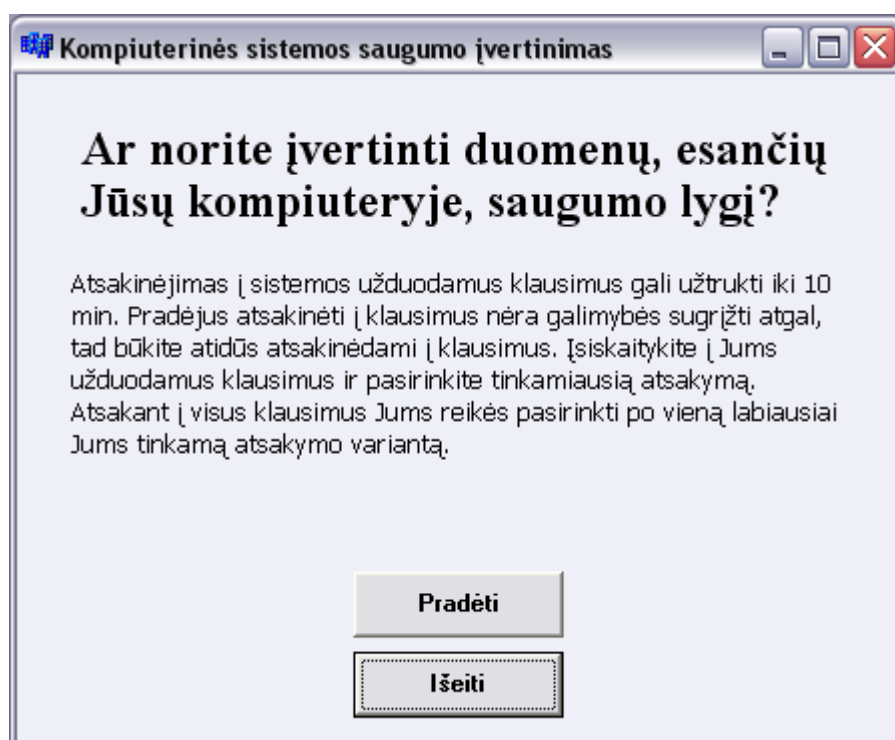 Kompiuterinės sistemos saugumo įvertinimas
Ar norite įvertinti duomenų, esančių
Jūsų kompiuteryje, saugumo lygį?
Atsakinėjimas į sistemos užduodamus klausimus gali užtrukti iki 10
min. Pradėjus atsakinėti į klausimus nėra galimybės sugrįžti atgal,
tad būkite atidūs atsakinėdami į klausimus. Įsiskaitykite į Jums
užduodamus klausimus ir pasirinkite tinkamiausią atsakymą.
Atsakant į visus klausimus Jums reikės pasirinkti po vieną labiausiai
Jums tinkamą atsakymo variantą.
Pradėti
Išeiti